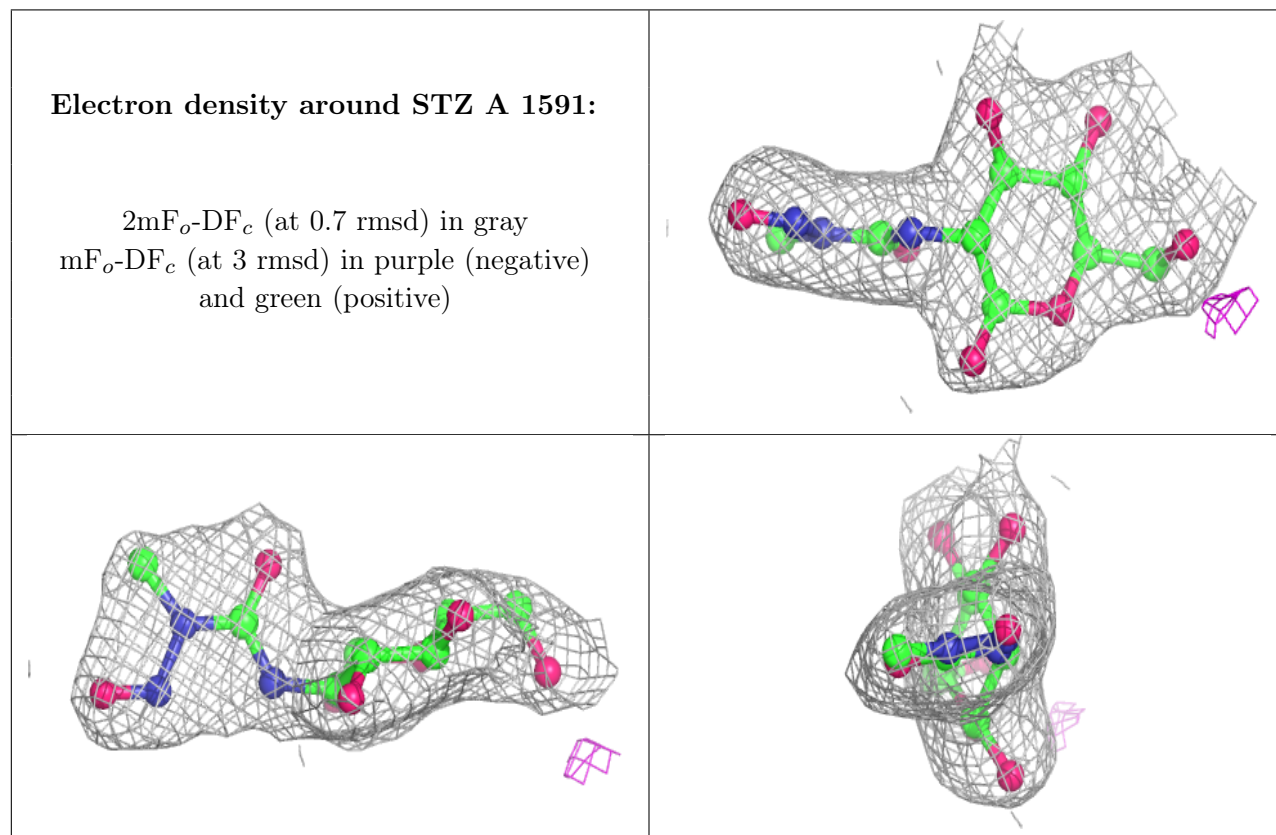 Electron density around STZ A 1591:
2mFo-DFc (at 0.7 rmsd) in gray
mFo-DFc (at 3 rmsd) in purple (negative)
and green (positive)